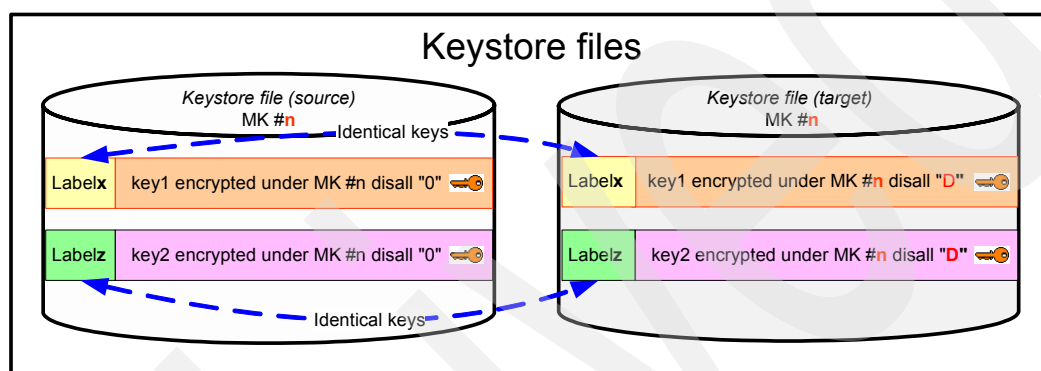 Keystore files
Keystore file (source)
MK #n
Keystore file (target)
MK #n
Identical keys
Labelx key1 encrypted under MK #n disall "0"
Labelx key1 encrypted under MK #n disall "D"
Labelz key2 encrypted under MK #n disall "0"
Labelz key2 encrypted under MK #n disall "D"
Identical keys